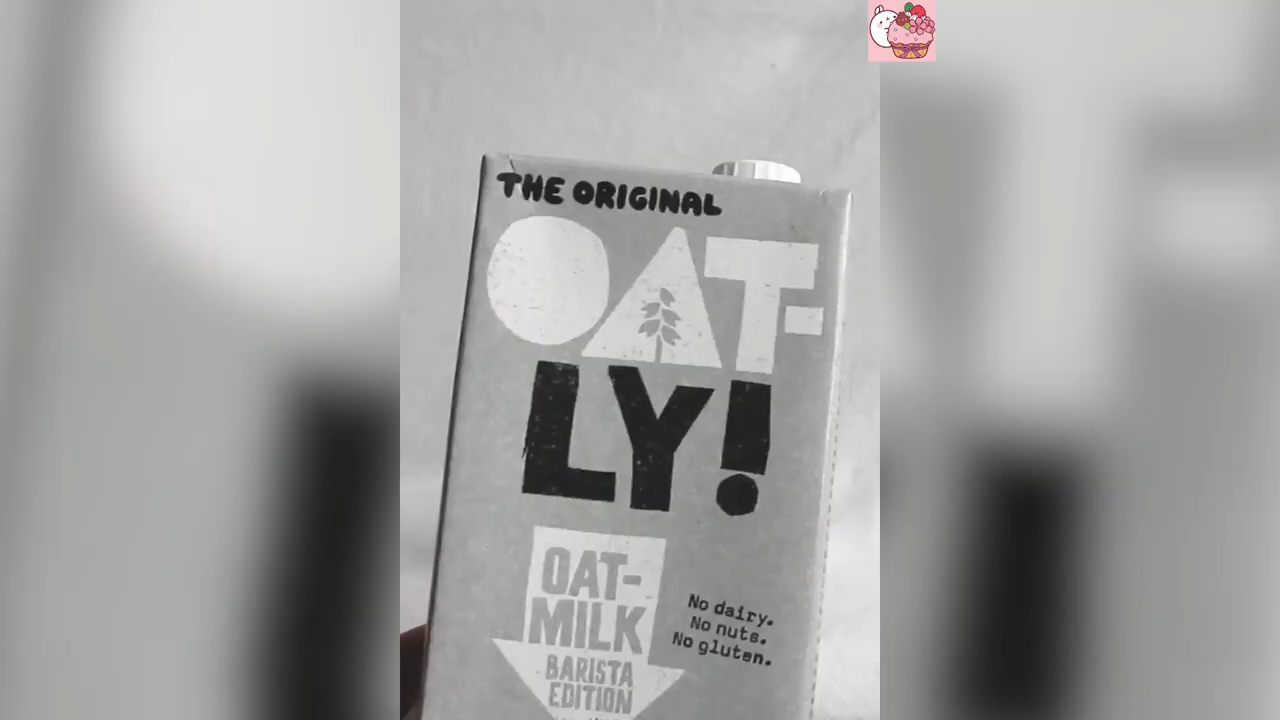 THE ORIGINAL
OAT-
LY!
OAT-
MILK
BARISTA
EDITION
No dairy.
No nuts.
No gluten.